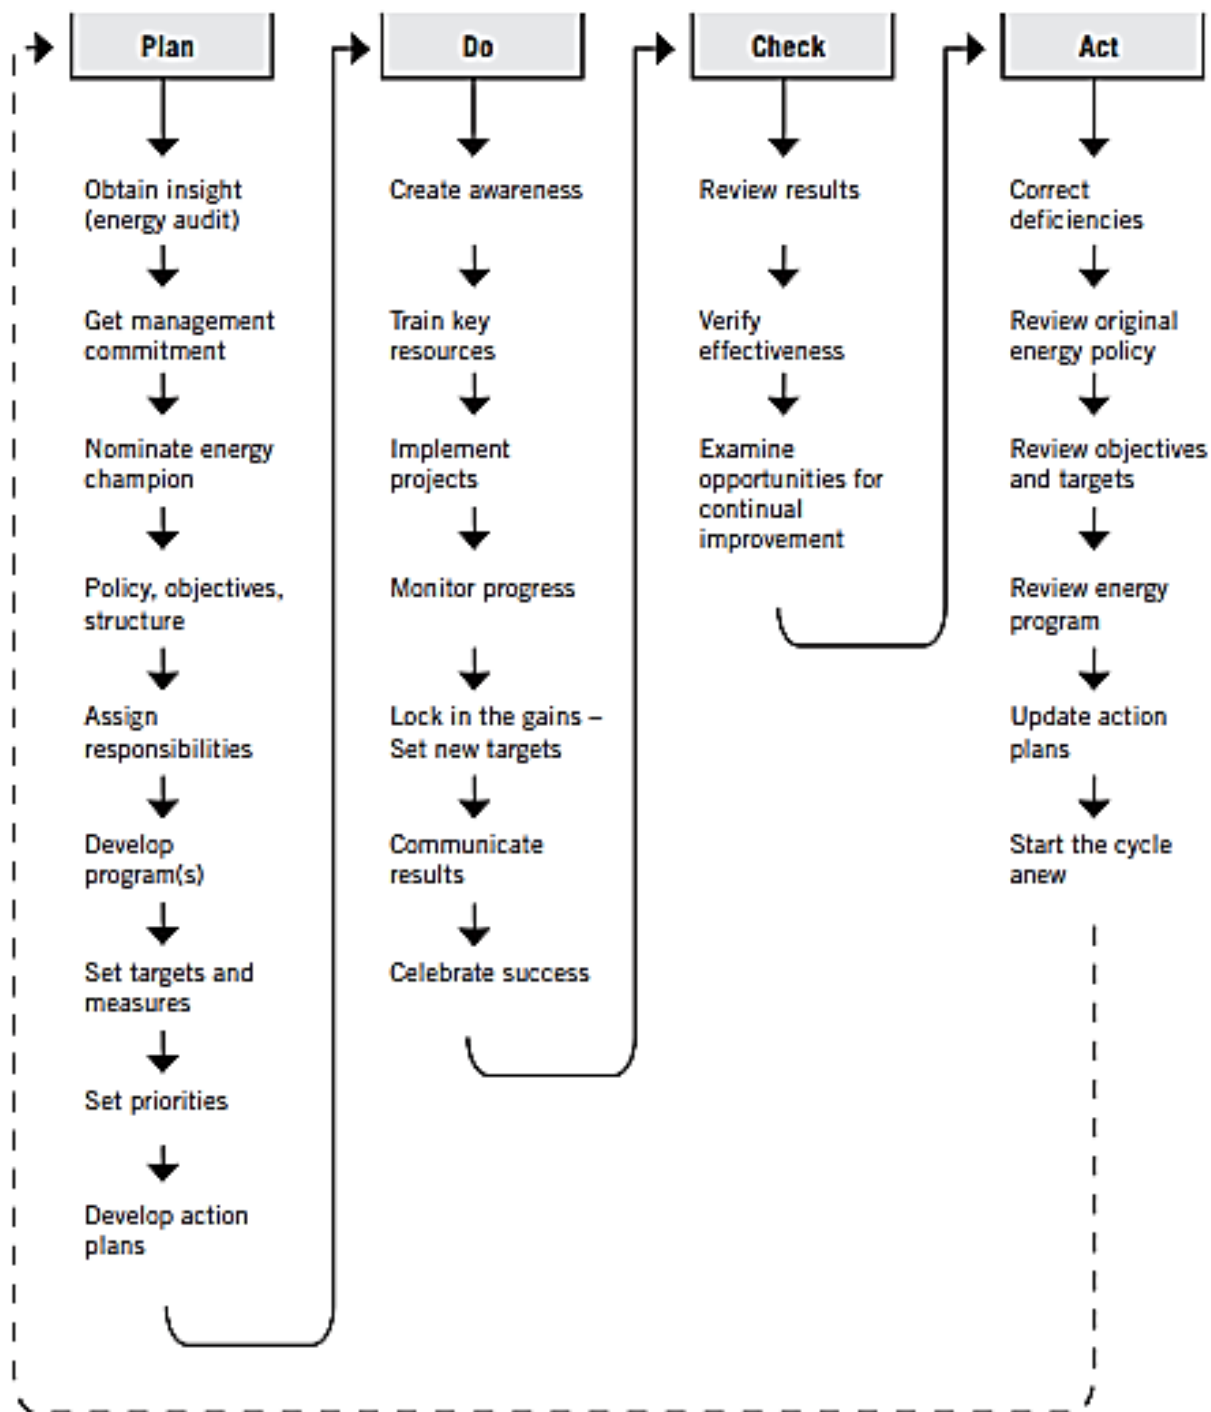 Plan
Obtain insight
(energy audit)
Get management
commitment
Nominate energy
champion
Policy, objectives,
structure
Assign
responsibilities
Develop
program(s)
Set targets and
measures
Set priorities
Develop action
plans
Do
Create awareness
Train key
resources
Implement
projects
Monitor progress
Lock in the gains –
Set new targets
Communicate
results
Celebrate success
Check
Review results
Verify
effectiveness
Examine
opportunities for
continual
improvement
Act
Correct
deficiencies
Review original
energy policy
Review objectives
and targets
Review energy
program
Update action
plans
Start the cycle
anew